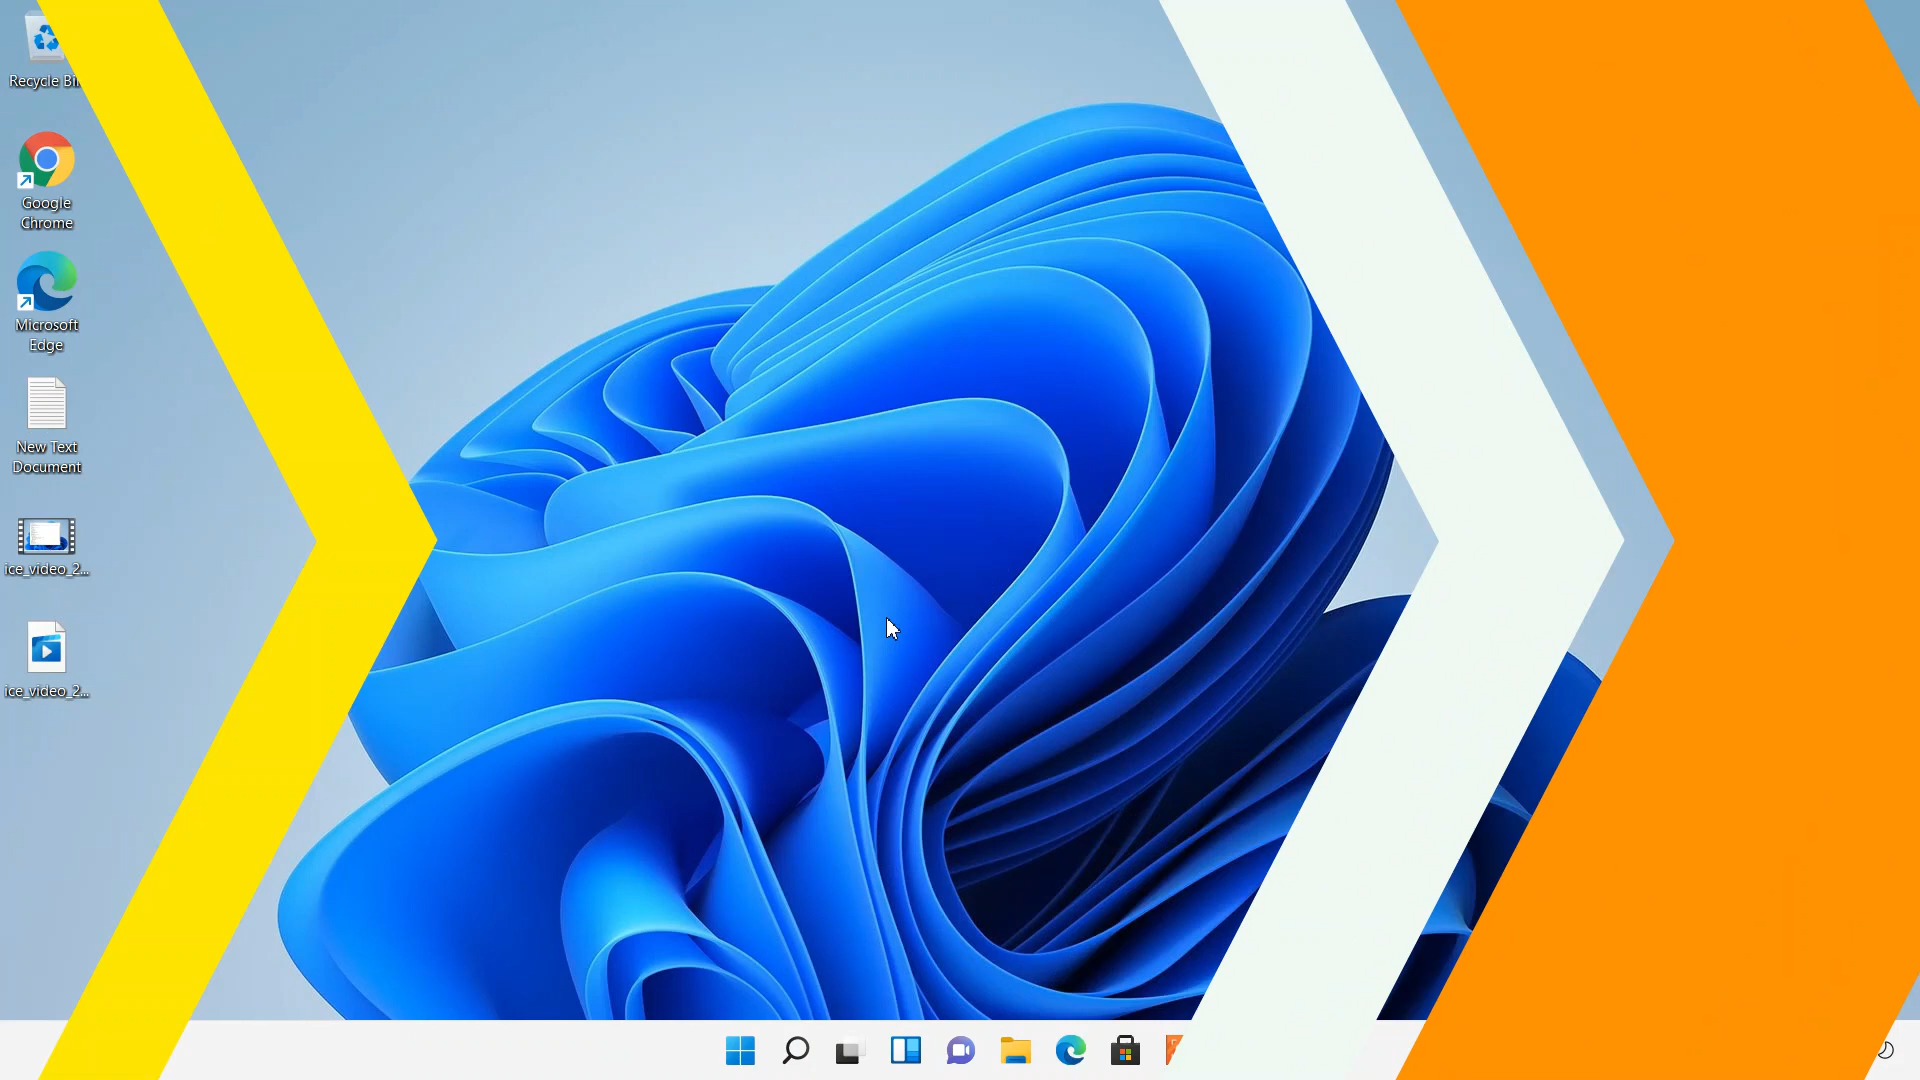 Recycle Bi
Google
Chrome
Microsoft
Edge
New Text
Document
ice_video_2...
ice_video_2...